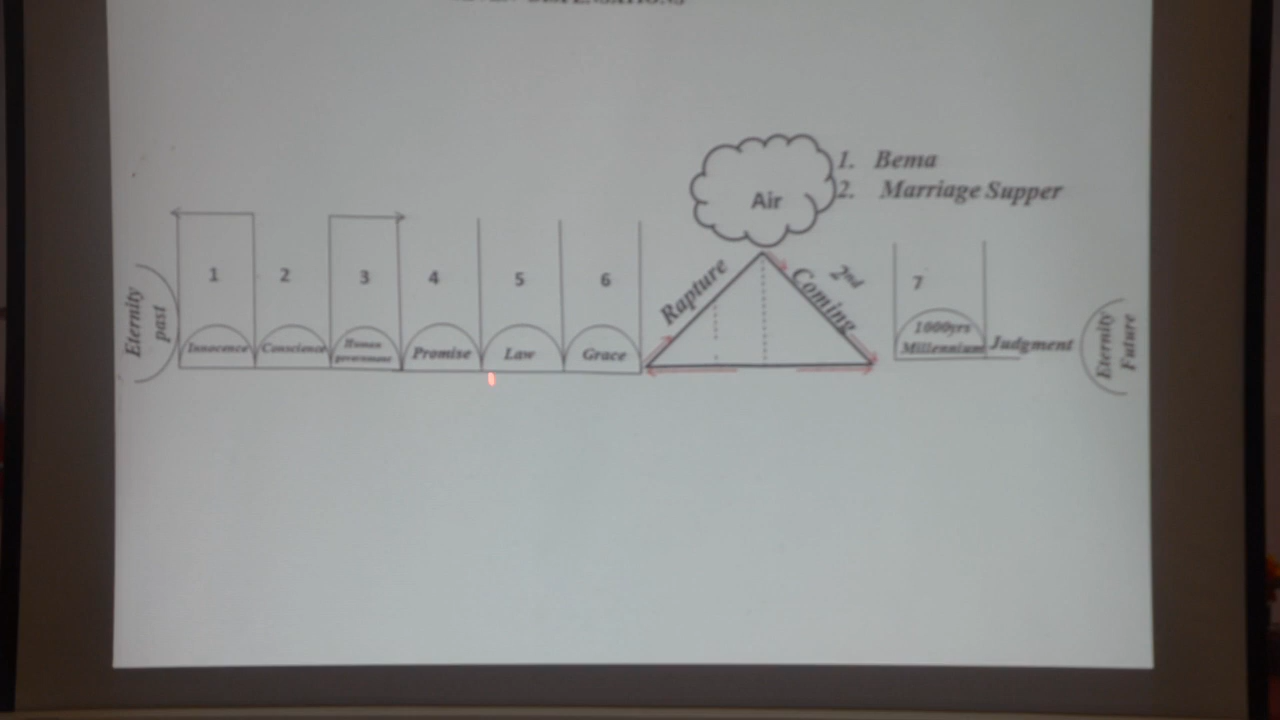 DISPENSATIONS
1. Bema
2. Marriage Supper
Air
Rapture
2nd
Coming
1
2
3
4
5
6
7
Eternity
past
Innocence
Conscience
Human
government
Promise
Law
Grace
1000yrs
Millennium
Judgment
Eternity
Future